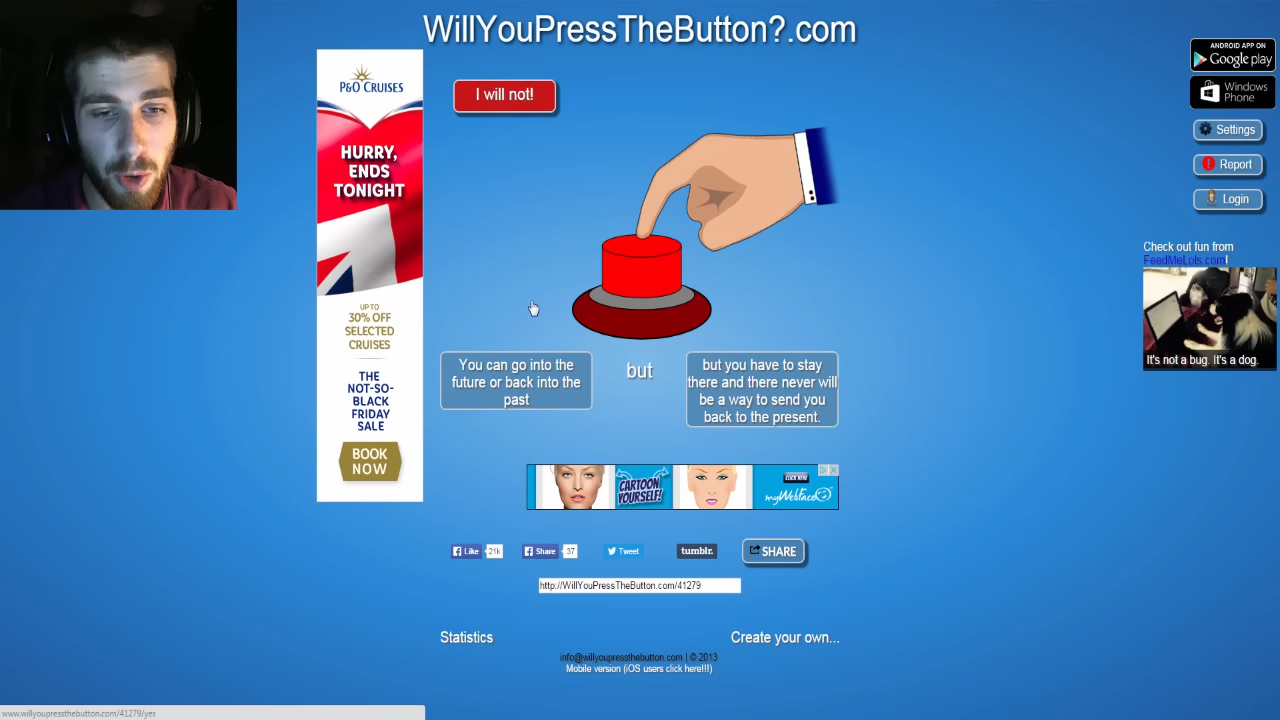 WillYouPressTheButton?.com
P&O CRUISES
HURRY,
ENDS
TONIGHT
UP TO
30% OFF
SELECTED
CRUISES
THE
NOT-SO-
BLACK
FRIDAY
SALE
BOOK
NOW
I will not!
You can go into the
future or back into the
past
but
but you have to stay
there and there never will
be a way to send you
back to the present.
CARTOON
YOURSELF!
CLICK HERE
myWebFace
Like 21k
Share 37
Tweet
tumblr.
SHARE
http://WillYouPressTheButton.com/41279
Statistics
Create your own...
info@willyoupressthebutton.com | © 2013
Mobile version (iOS users click here!!!)
ANDROID APP ON
Google play
Windows
Phone
Settings
Report
Login
Check out fun from
FeedMeLols.com!
It's not a bug. It's a dog.
www.willyoupressthebutton.com/41279/yes